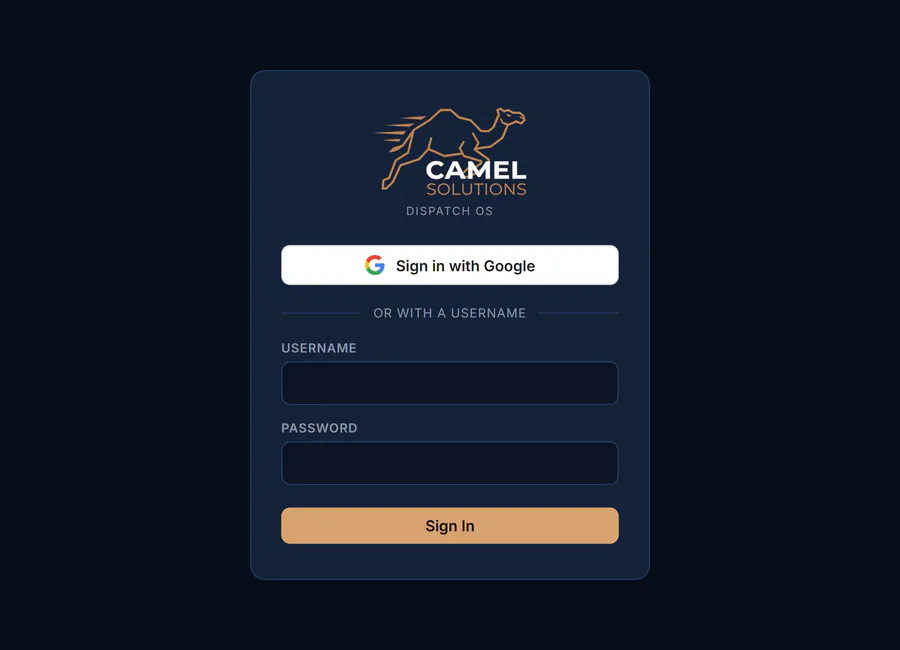 CAMEL
SOLUTIONS
DISPATCH OS
Sign in with Google
OR WITH A USERNAME
USERNAME
PASSWORD
Sign In